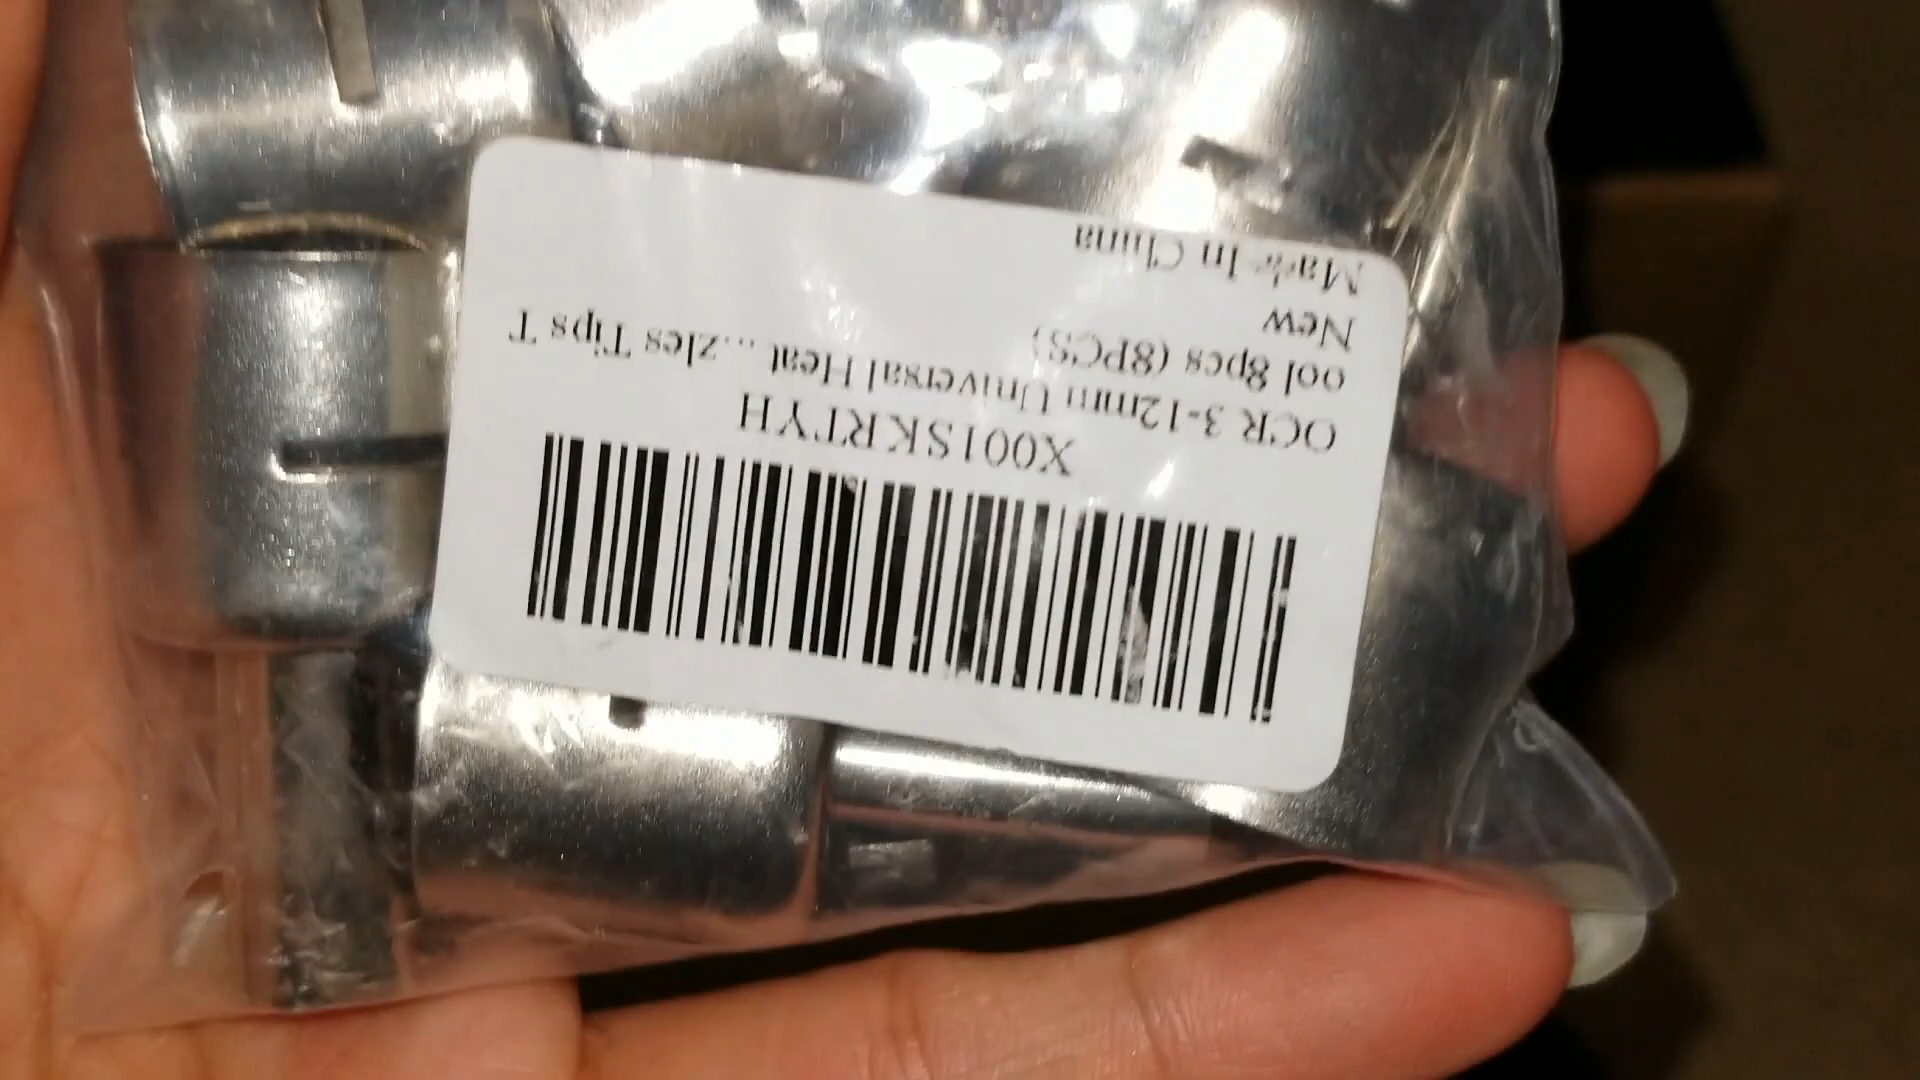 X001SKRTYH
OCR 3-12mm Universal Heat ...zles Tips T
ool 8pcs (8PCS)
New
Made In China